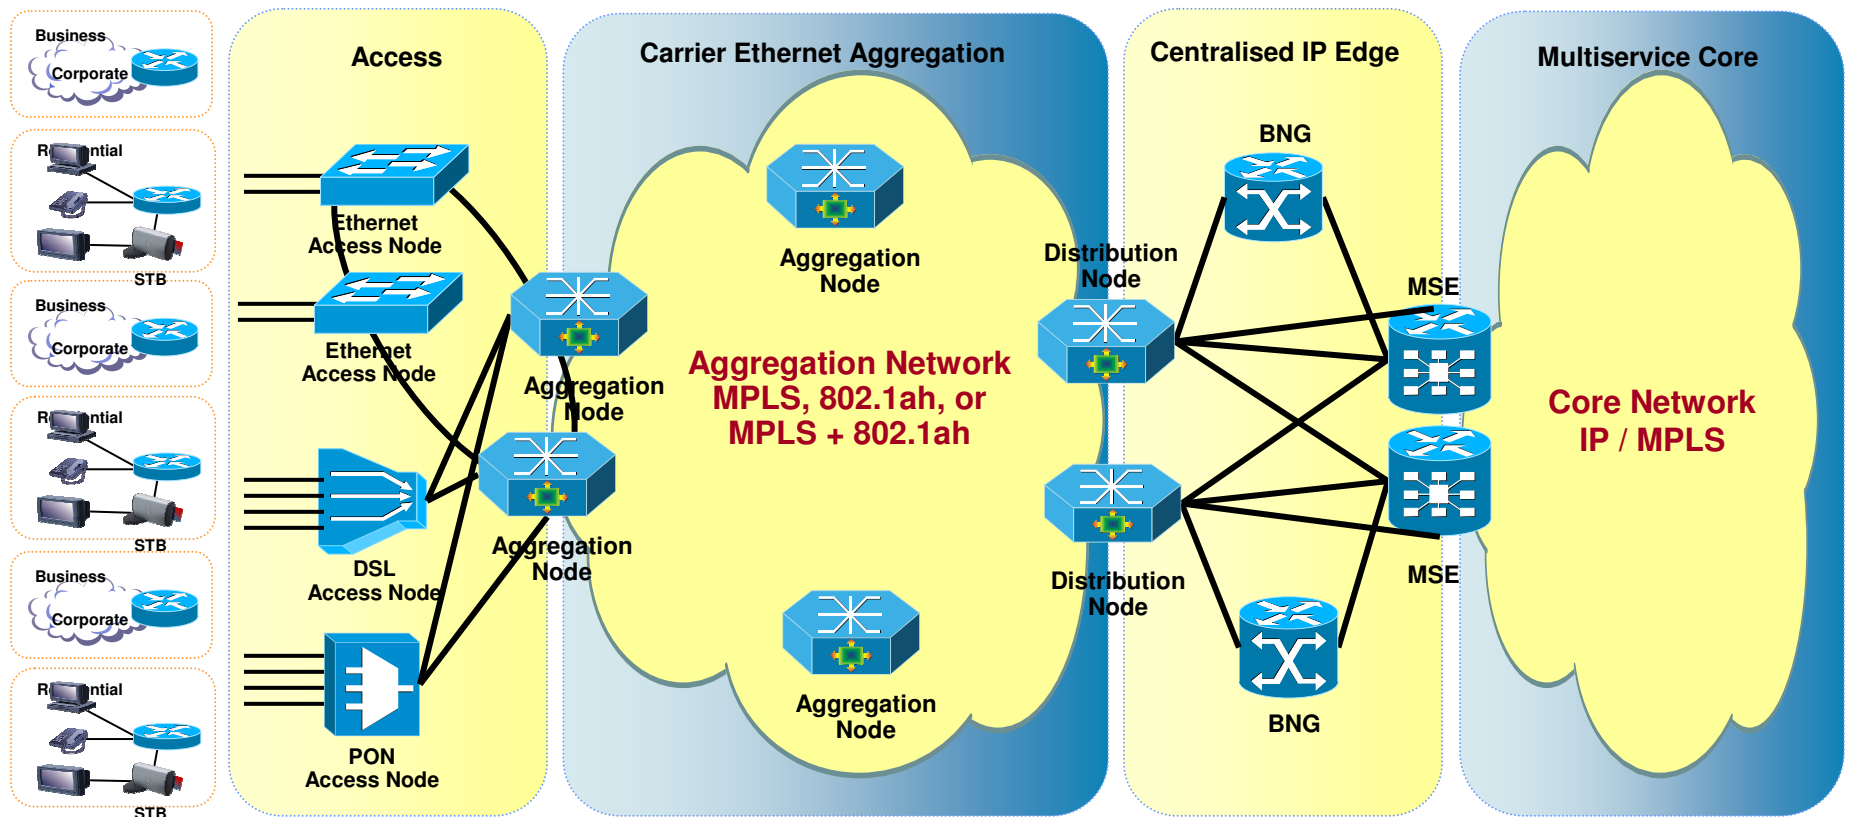 Business
Corporate
R
ntial
STB
Business
Corporate
R
ntial
STB
Business
Corporate
R
ntial
STB
Access
Ethernet
Access Node
Ethernet
Access Node
DSL
Access Node
PON
Access Node
Carrier Ethernet Aggregation
Aggregation
Node
Aggregation
Node
Aggregation
Node
Aggregation Network
MPLS, 802.1ah, or
MPLS + 802.1ah
Aggregation
Node
Distribution
Node
Distribution
Node
Centralised IP Edge
BNG
MSE
MSE
BNG
Multiservice Core
Core Network
IP / MPLS